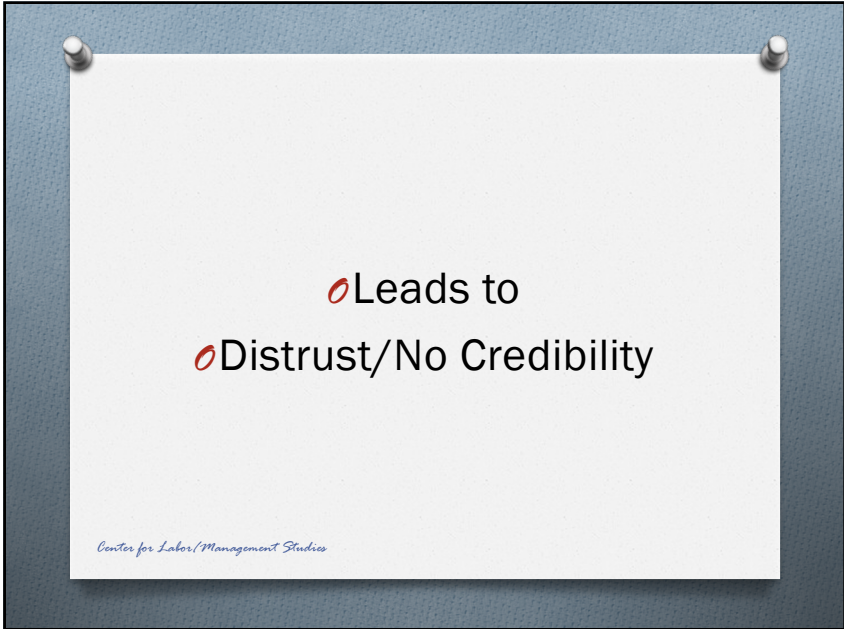 Leads to
Distrust/No Credibility
Center for Labor/Management Studies